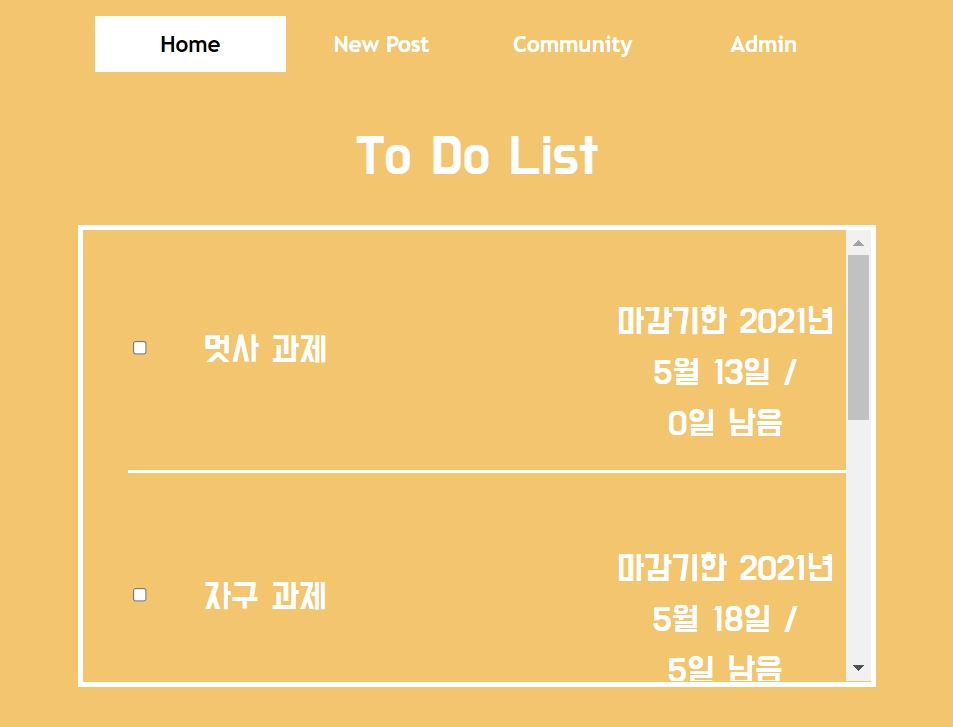 Home New Post Community Admin
To Do List
마감기한 2021년
멋사 과제
5월 13일 /
0일 남음
마감기한 2021년
자구 과제
5월 18일 /
5일 남음